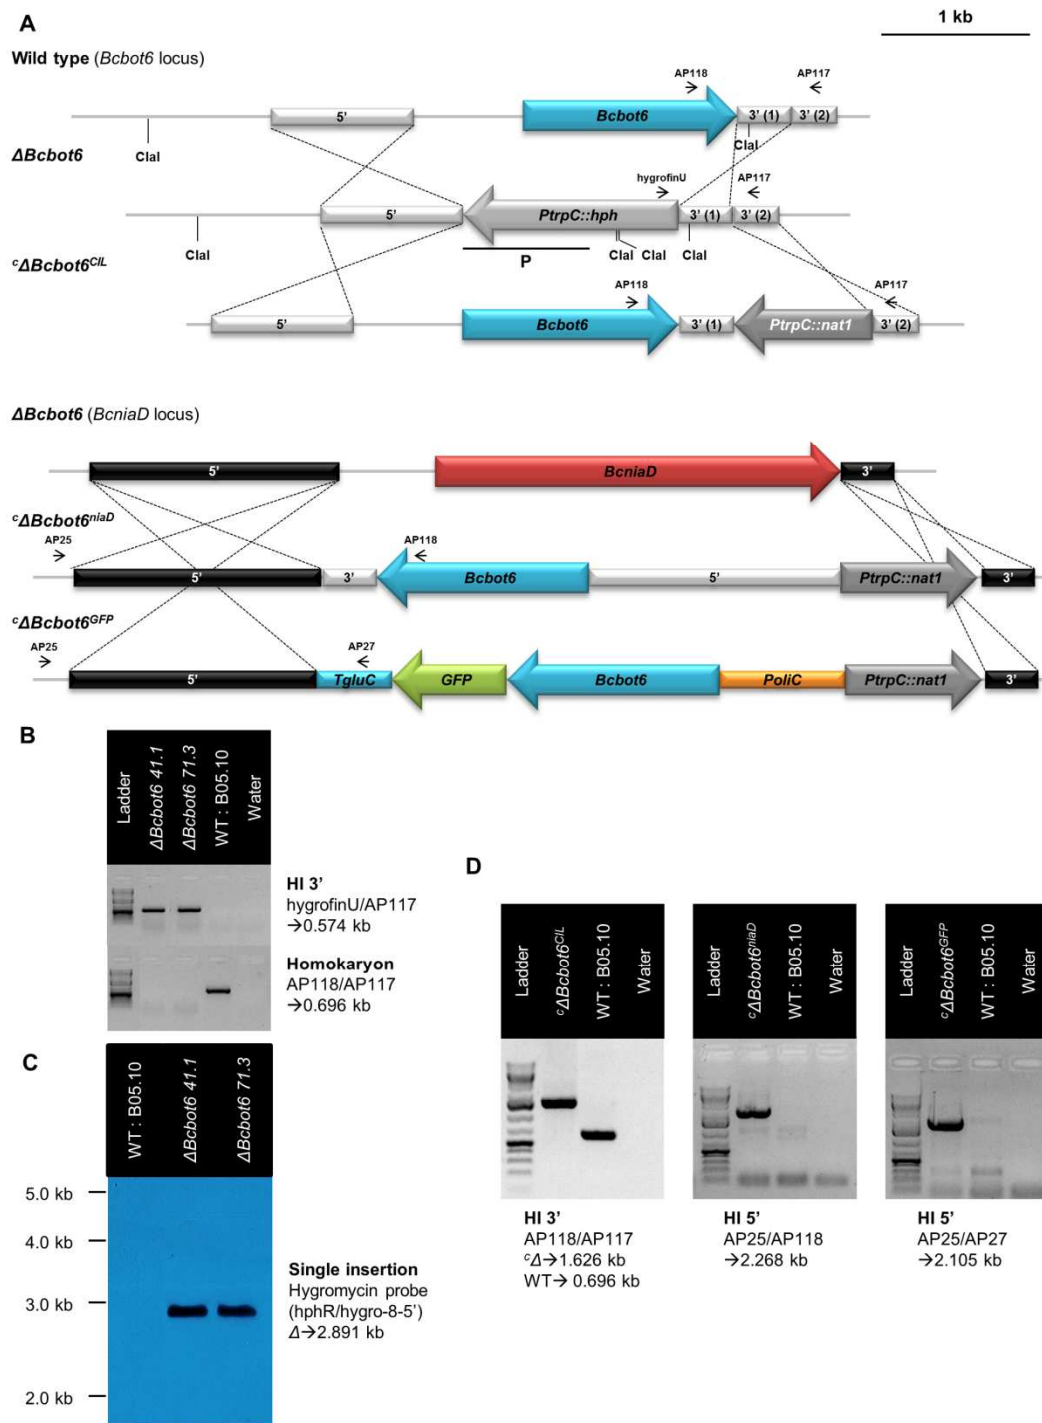 A
1 kb
Wild type (Bcbot6 locus)
AP118
AP117
5'
Bcbot6
3' (1)
3' (2)
ClaI
ClaI
ΔBcbot6
hygrofinU
AP117
5'
PtrpC::hph
3' (1)
3' (2)
ClaI
P
ClaI
ClaI
ClaI
cΔBcbot6CIL
AP118
AP117
5'
Bcbot6
3' (1)
PtrpC::nat1
3' (2)
ΔBcbot6 (BcniaD locus)
5'
BcniaD
3'
cΔBcbot6niaD
AP25
AP118
5'
3'
Bcbot6
5'
PtrpC::nat1
3'
cΔBcbot6GFP
AP25
AP27
5'
TgluC
GFP
Bcbot6
PoliC
PtrpC::nat1
3'
B
Ladder
ΔBcbot6 41.1
ΔBcbot6 71.3
WT : B05.10
Water
HI 3'
hygrofinU/AP117
→0.574 kb
Homokaryon
AP118/AP117
→0.696 kb
C
WT : B05.10
ΔBcbot6 41.1
ΔBcbot6 71.3
5.0 kb
4.0 kb
3.0 kb
2.0 kb
Single insertion
Hygromycin probe
(hphR/hygro-8-5')
Δ→2.891 kb
D
Ladder
cΔBcbot6CIL
WT : B05.10
Water
HI 3'
AP118/AP117
cΔ→1.626 kb
WT→ 0.696 kb
Ladder
cΔBcbot6niaD
WT : B05.10
Water
HI 5'
AP25/AP118
→2.268 kb
Ladder
cΔBcbot6GFP
WT : B05.10
Water
HI 5'
AP25/AP27
→2.105 kb